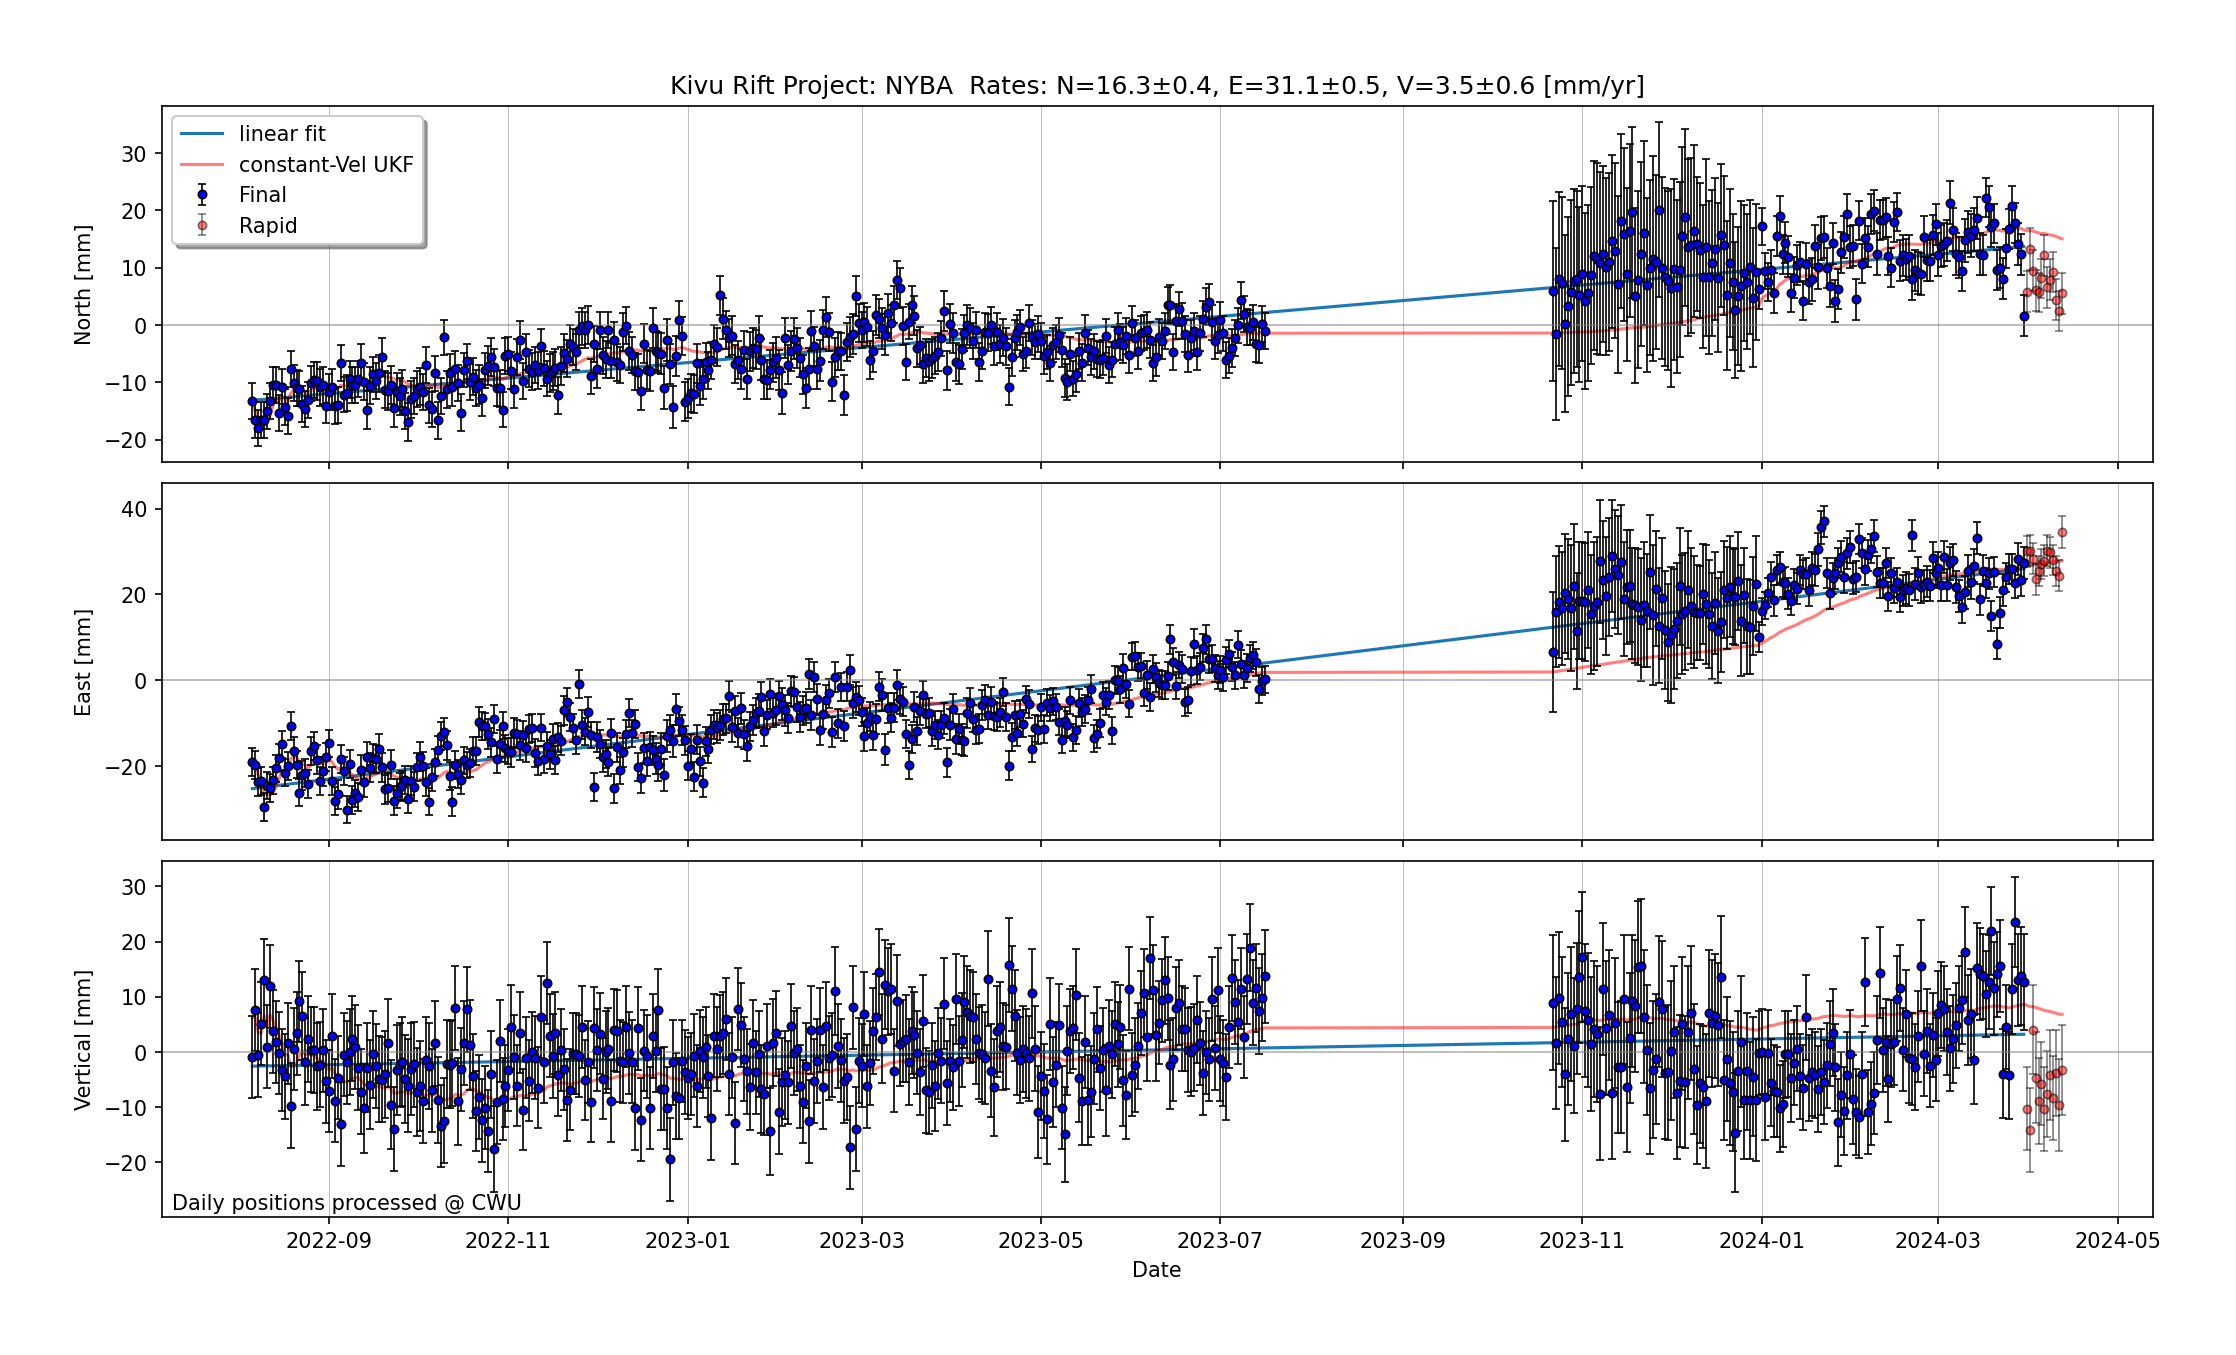 Kivu Rift Project: NYBA  Rates: N=16.3±0.4, E=31.1±0.5, V=3.5±0.6 [mm/yr]
linear fit
constant-Vel UKF
Final
Rapid
North [mm]
30
20
10
0
−10
−20
East [mm]
40
20
0
−20
Vertical [mm]
30
20
10
0
−10
−20
Daily positions processed @ CWU
2022-09 2022-11 2023-01 2023-03 2023-05 2023-07 2023-09 2023-11 2024-01 2024-03 2024-05
Date